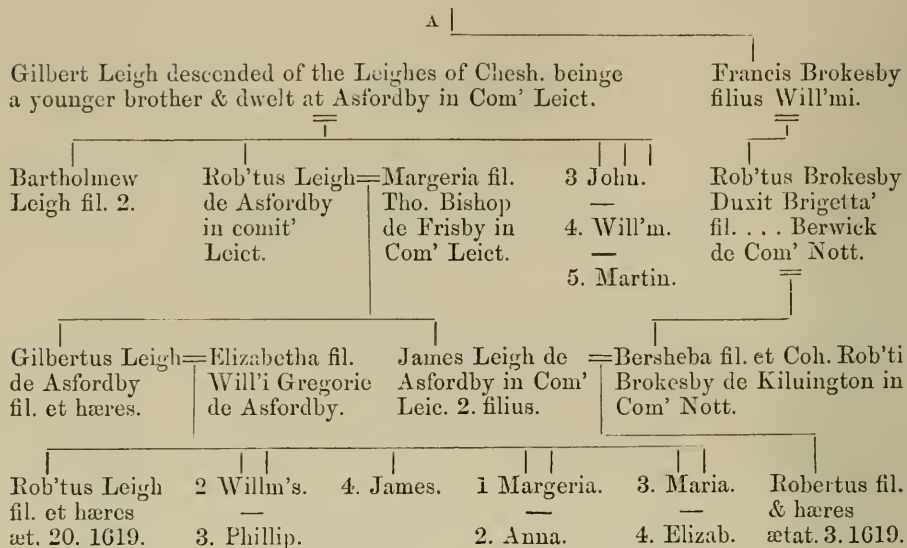 A
Gilbert Leigh descended of the Leighes of Chesh. beinge
a younger brother & dwelt at Asfordby in Com' Leict.
Francis Brokesby
filius Will'mi.
Bartholmew
Leigh fil. 2.
Rob'tus Leigh
de Asfordby
in comit'
Leict.
Margeria fil.
Tho. Bishop
de Frisby in
Com' Leict.
3 John.
4. Will'm.
5. Martin.
Rob'tus Brokesby
Duxit Brigetta'
fil. . . . Berwick
de Com' Nott.
Gilbertus Leigh
de Asfordby
fil. et hæres.
Elizabetha fil.
Will'i Gregorie
de Asfordby.
James Leigh de
Asfordby in Com'
Leic. 2. filius.
Bersheba fil. et Coh. Rob'ti
Brokesby de Kiluington in
Com' Nott.
Rob'tus Leigh
fil. et hæres
æt. 20. 1619.
2 Willm's.
3. Phillip.
4. James.
1 Margeria.
2. Anna.
3. Maria.
4. Elizab.
Robertus fil.
& hæres
ætat. 3. 1619.